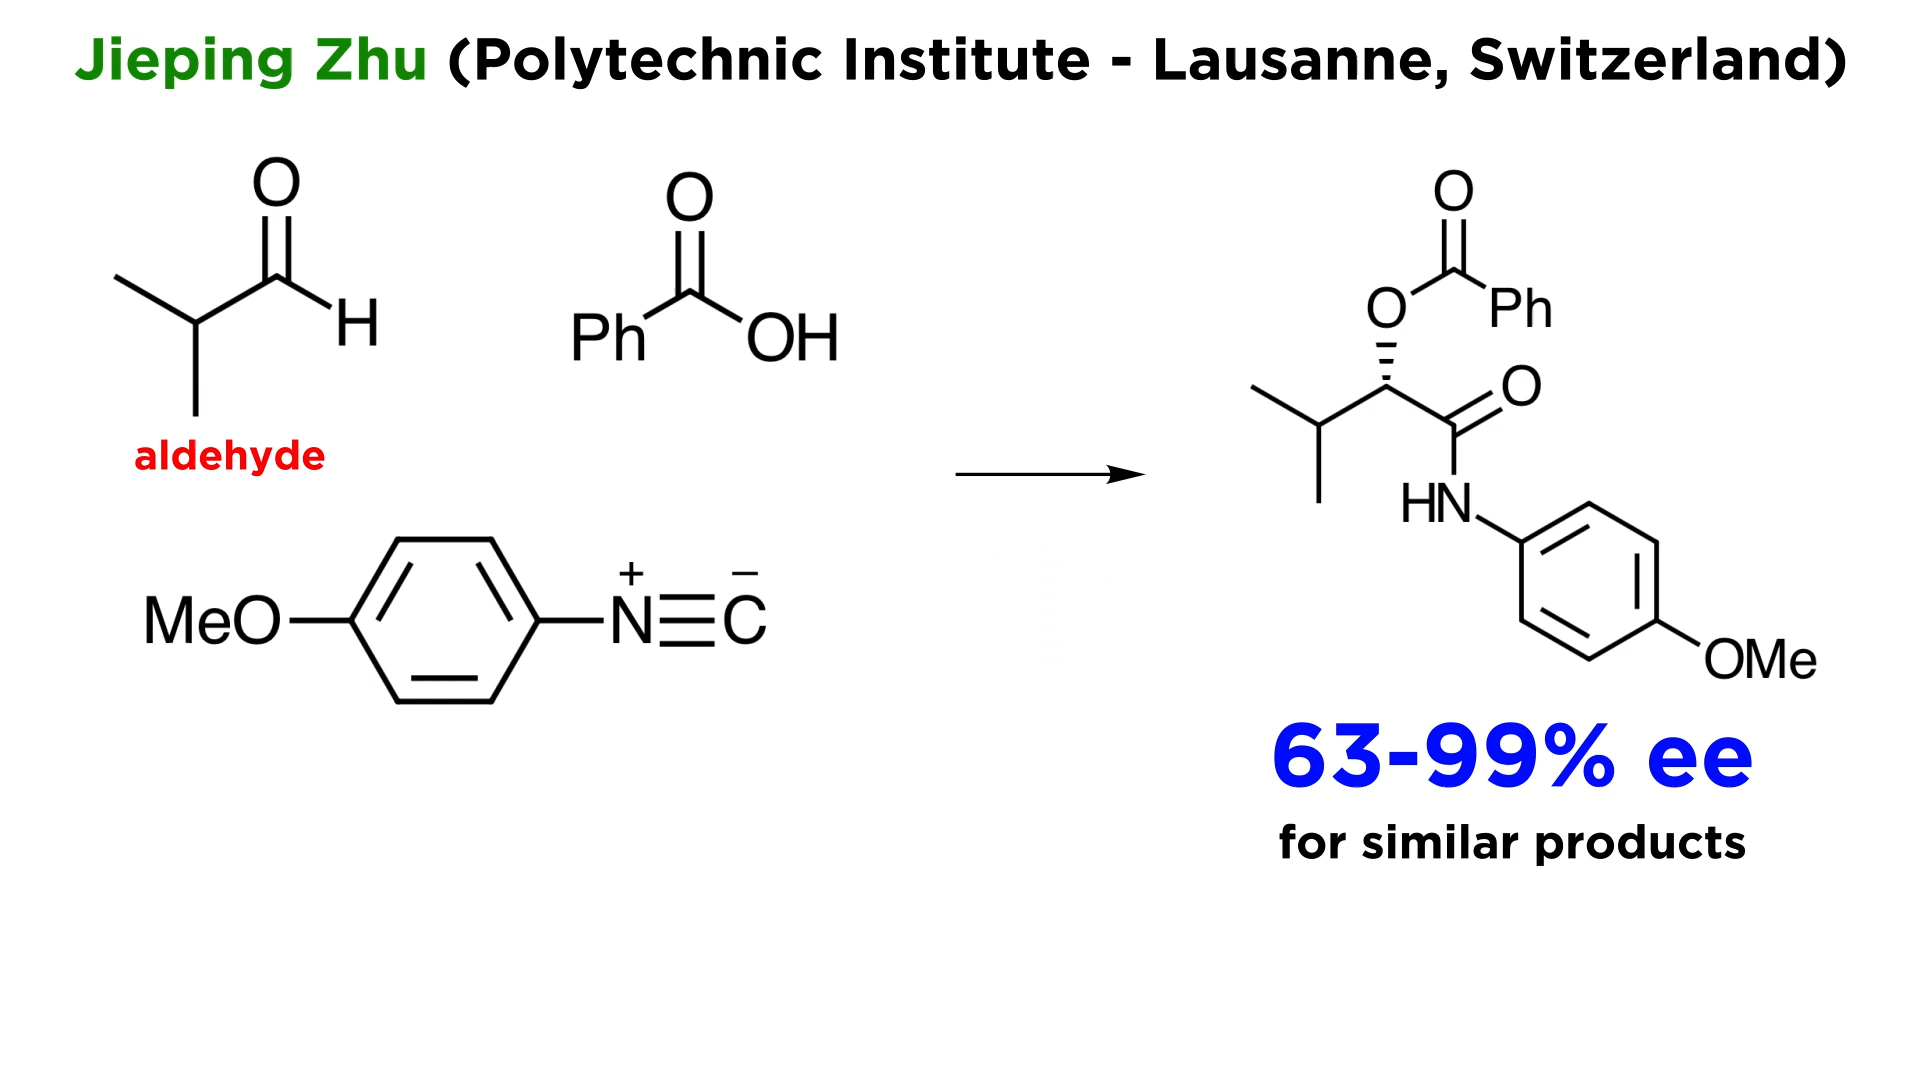 Jieping Zhu (Polytechnic Institute - Lausanne, Switzerland)
O
H
aldehyde
O
Ph
OH
MeO
+
N
−
C
O
O
Ph
O
HN
OMe
63-99% ee
for similar products